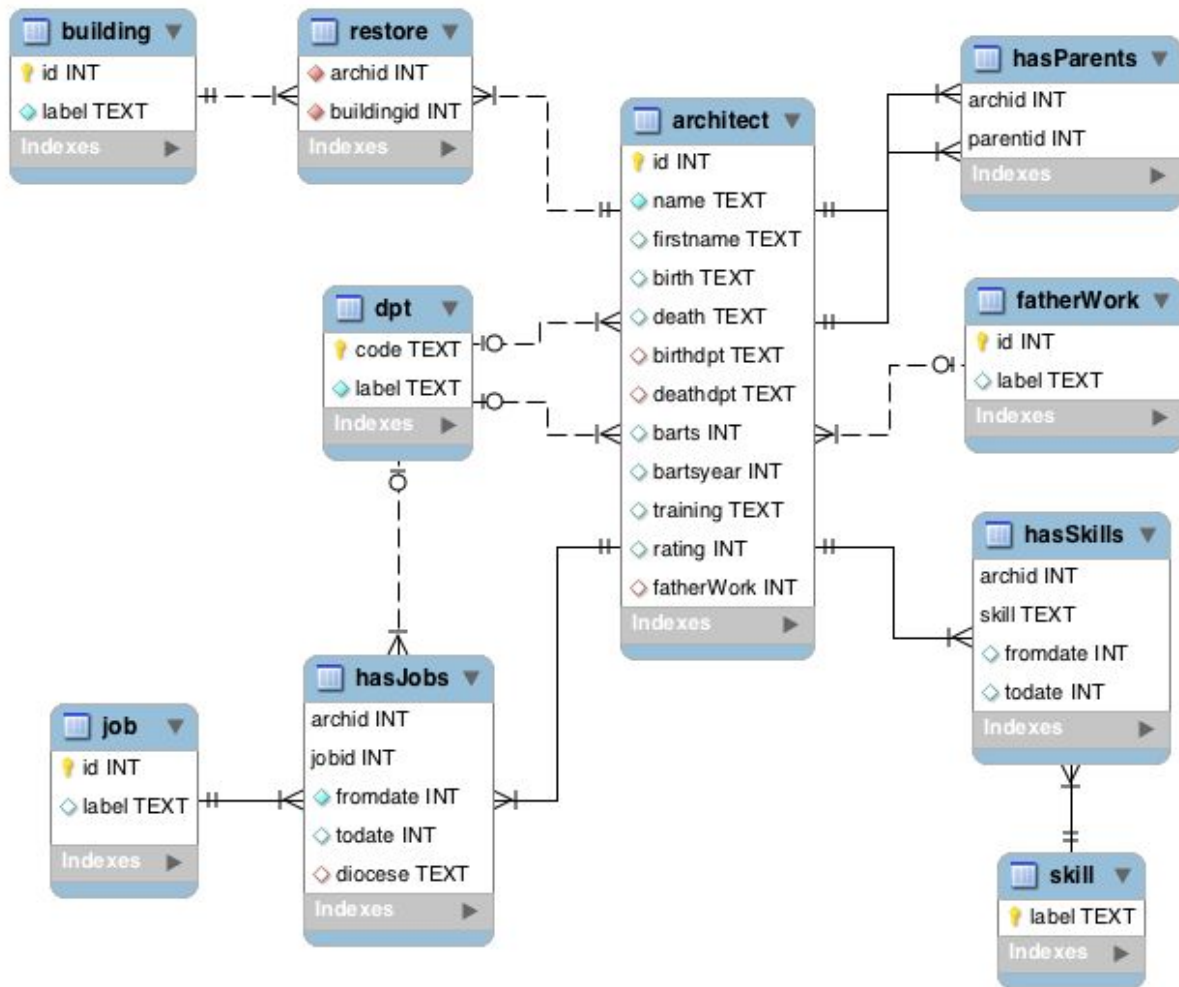 building
id INT
label TEXT
Indexes
restore
archid INT
buildingid INT
Indexes
architect
id INT
name TEXT
firstname TEXT
birth TEXT
death TEXT
birthdpt TEXT
deathdpt TEXT
barts INT
bartsyear INT
training TEXT
rating INT
fatherWork INT
Indexes
hasParents
archid INT
parentid INT
Indexes
dpt
code TEXT
label TEXT
Indexes
fatherWork
id INT
label TEXT
Indexes
hasSkills
archid INT
skill TEXT
fromdate INT
todate INT
Indexes
job
id INT
label TEXT
Indexes
hasJobs
archid INT
jobid INT
fromdate INT
todate INT
diocese TEXT
Indexes
skill
label TEXT
Indexes